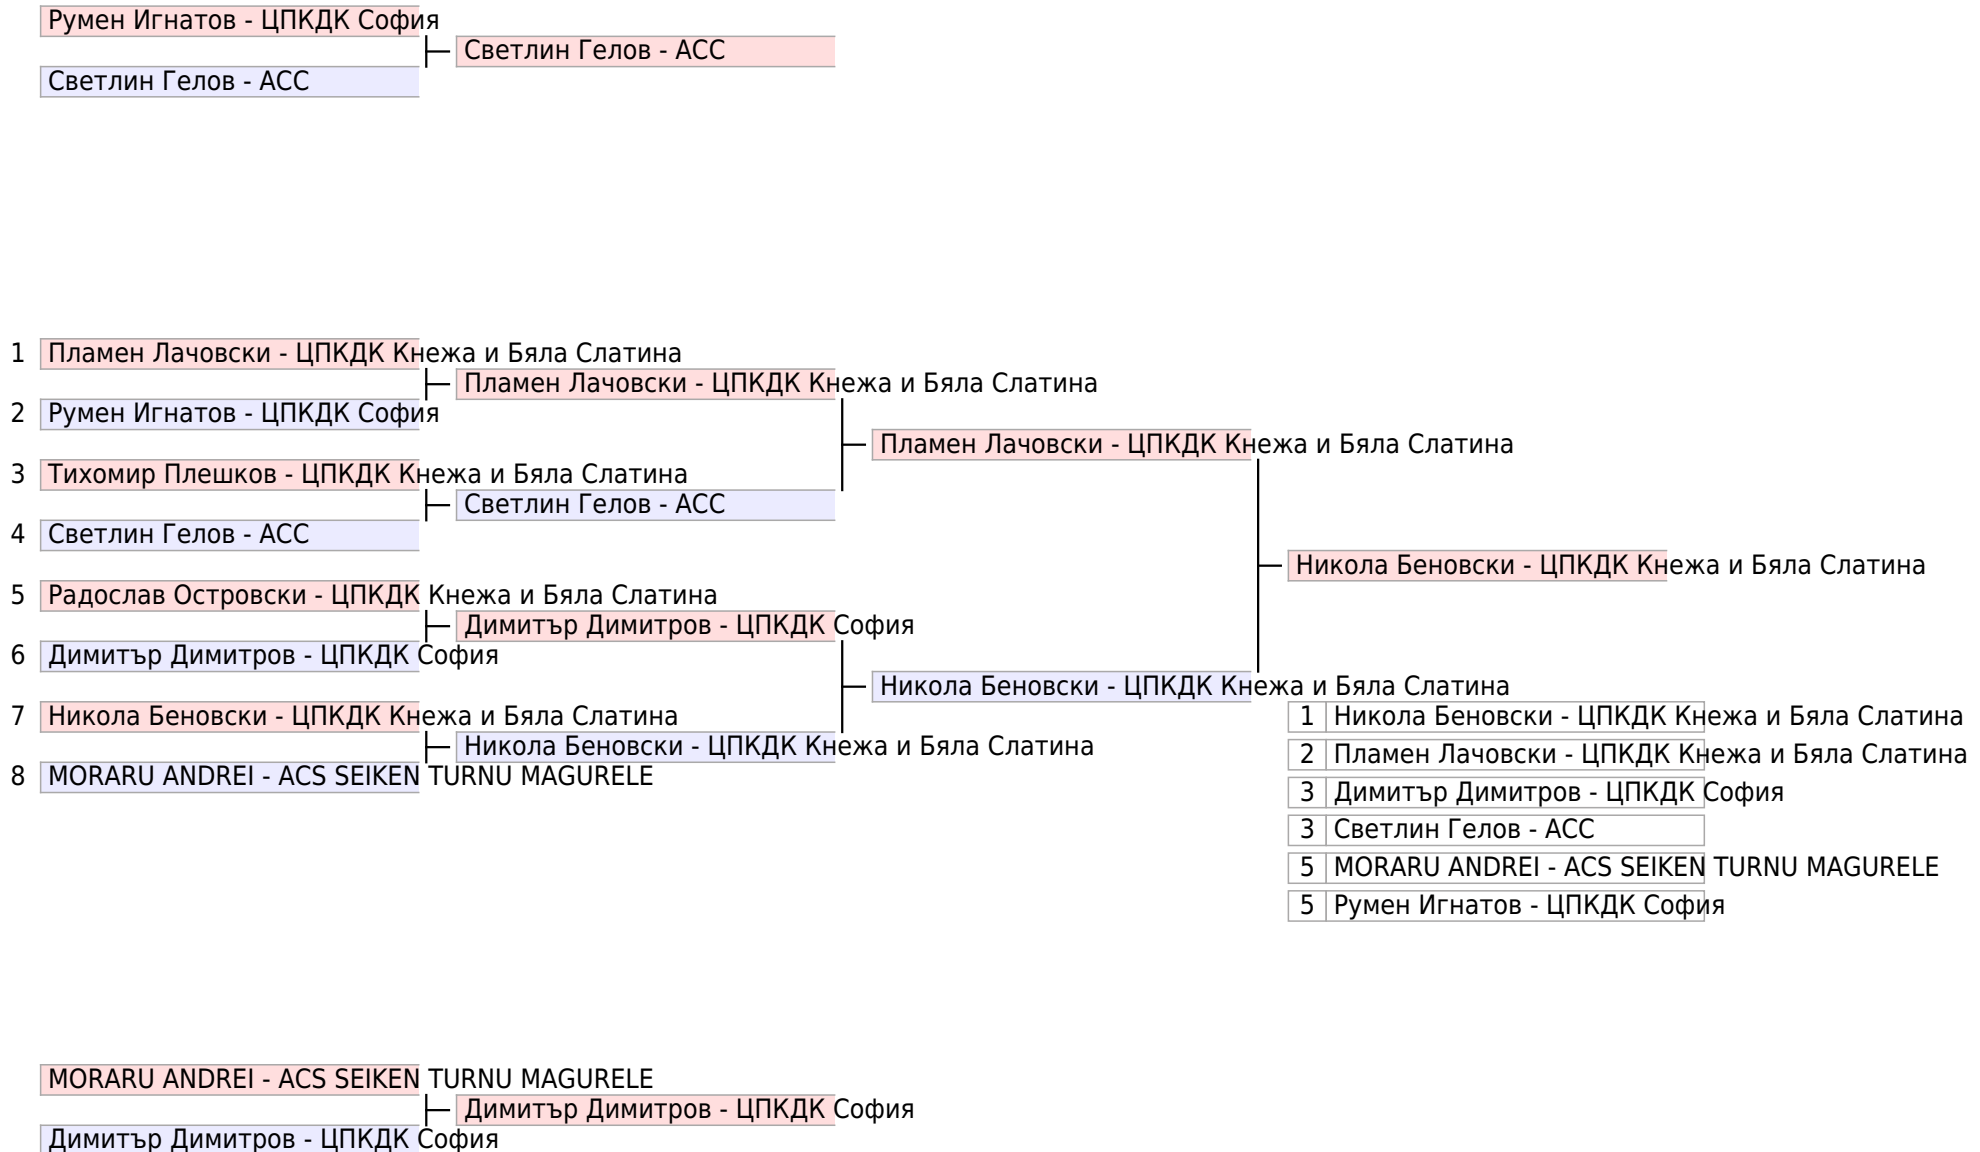 Румен Игнатов - ЦПКДК София
Светлин Гелов - АСС
Светлин Гелов - АСС
1 Пламен Лачовски - ЦПКДК Кнежа и Бяла Слатина
Пламен Лачовски - ЦПКДК Кнежа и Бяла Слатина
2 Румен Игнатов - ЦПКДК София
Пламен Лачовски - ЦПКДК Кнежа и Бяла Слатина
3 Тихомир Плешков - ЦПКДК Кнежа и Бяла Слатина
Светлин Гелов - АСС
4 Светлин Гелов - АСС
Никола Беновски - ЦПКДК Кнежа и Бяла Слатина
5 Радослав Островски - ЦПКДК Кнежа и Бяла Слатина
Димитър Димитров - ЦПКДК София
6 Димитър Димитров - ЦПКДК София
Никола Беновски - ЦПКДК Кнежа и Бяла Слатина
7 Никола Беновски - ЦПКДК Кнежа и Бяла Слатина
Никола Беновски - ЦПКДК Кнежа и Бяла Слатина
8 MORARU ANDREI - ACS SEIKEN TURNU MAGURELE
1 Никола Беновски - ЦПКДК Кнежа и Бяла Слатина
2 Пламен Лачовски - ЦПКДК Кнежа и Бяла Слатина
3 Димитър Димитров - ЦПКДК София
3 Светлин Гелов - АСС
5 MORARU ANDREI - ACS SEIKEN TURNU MAGURELE
5 Румен Игнатов - ЦПКДК София
MORARU ANDREI - ACS SEIKEN TURNU MAGURELE
Димитър Димитров - ЦПКДК София
Димитър Димитров - ЦПКДК София